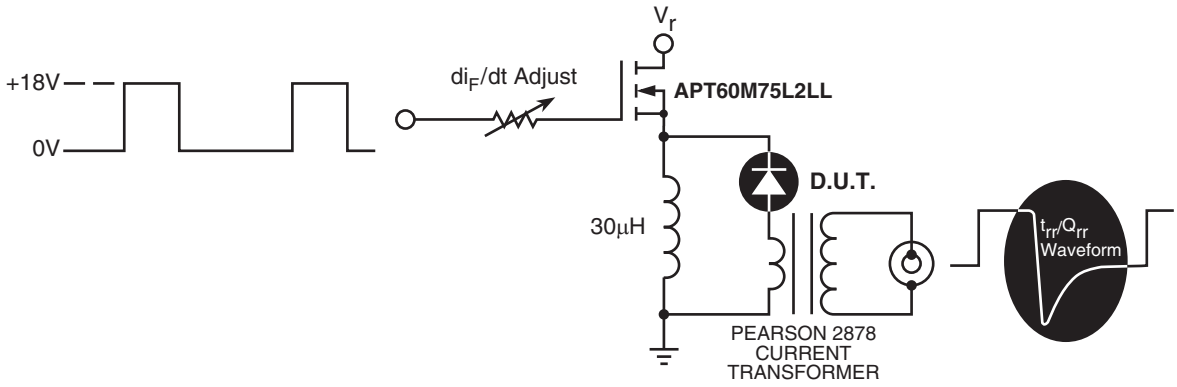 V_r
+18V
0V
di_F/dt Adjust
APT60M75L2LL
D.U.T.
30μH
t_rr/Q_rr
Waveform
PEARSON 2878
CURRENT
TRANSFORMER